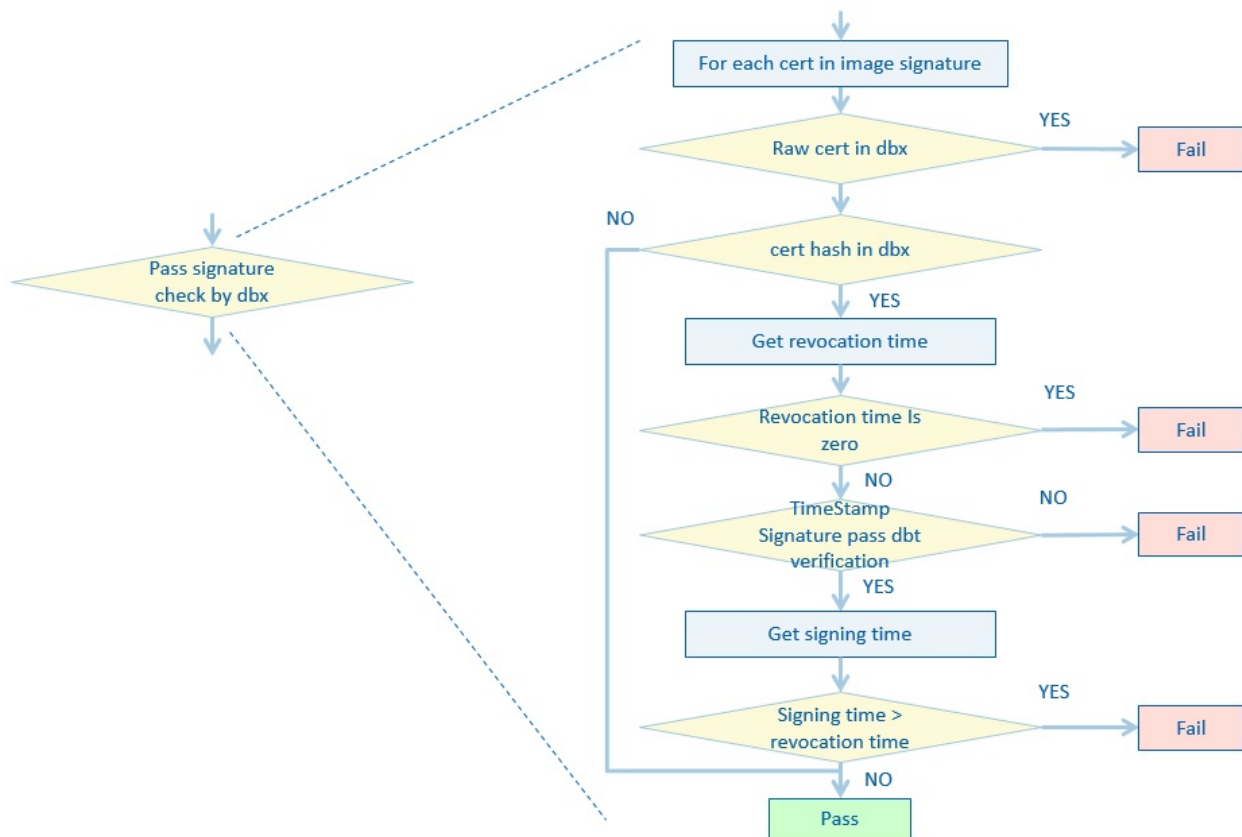 For each cert in image signature
YES
Raw cert in dbx
Fail
NO
cert hash in dbx
Pass signature
check by dbx
YES
Get revocation time
YES
Revocation time Is
zero
Fail
NO
NO
TimeStamp
Signature pass dbt
verification
Fail
YES
Get signing time
YES
Signing time >
revocation time
Fail
NO
Pass